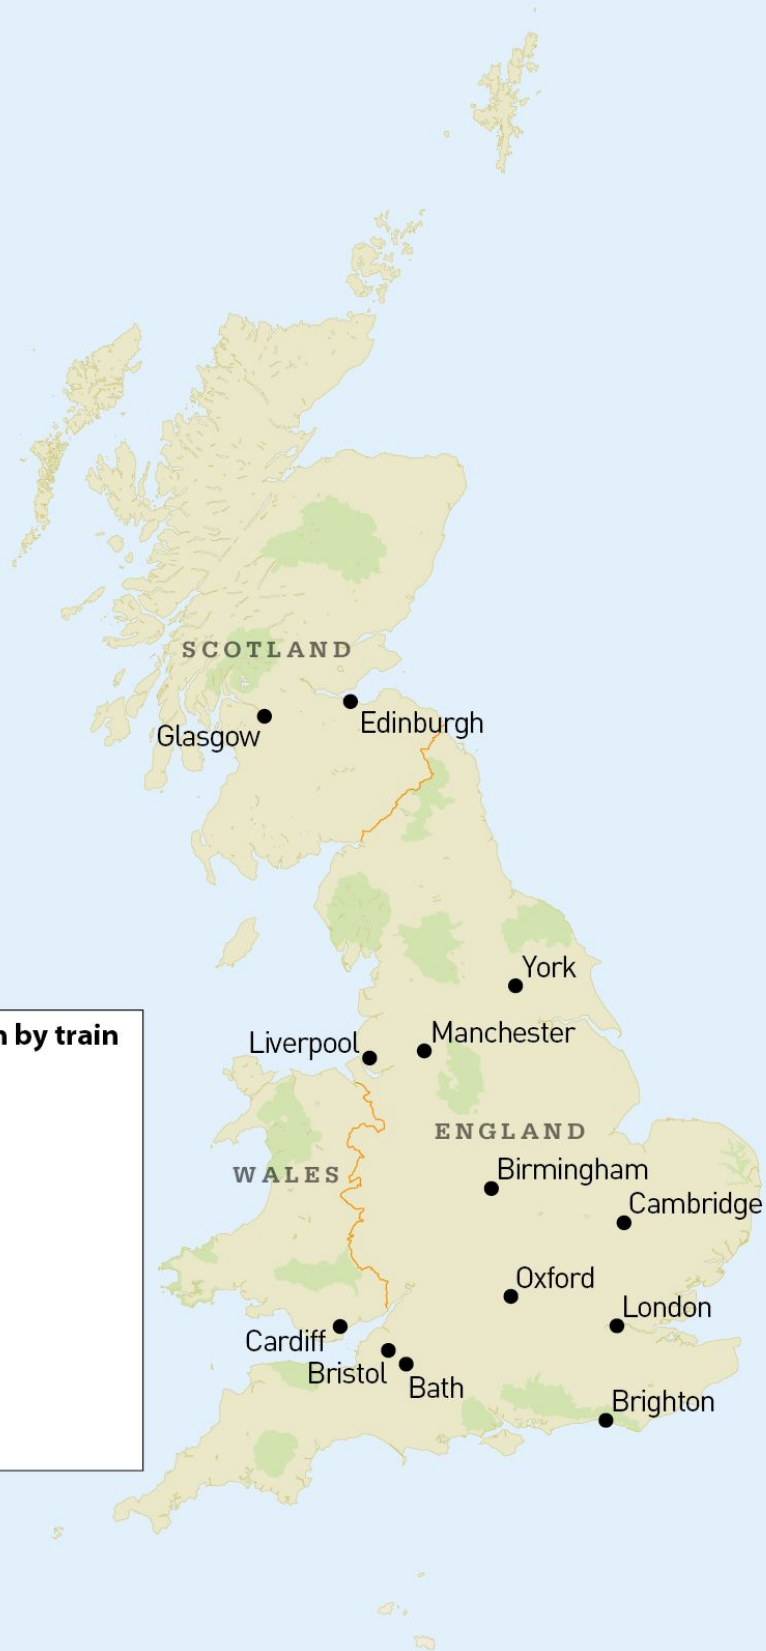 SCOTLAND
Edinburgh
Glasgow
York
by train
Manchester
Liverpool
ENGLAND
Birmingham
WALES
Cambridge
Oxford
London
Cardiff
Bristol
Bath
Brighton